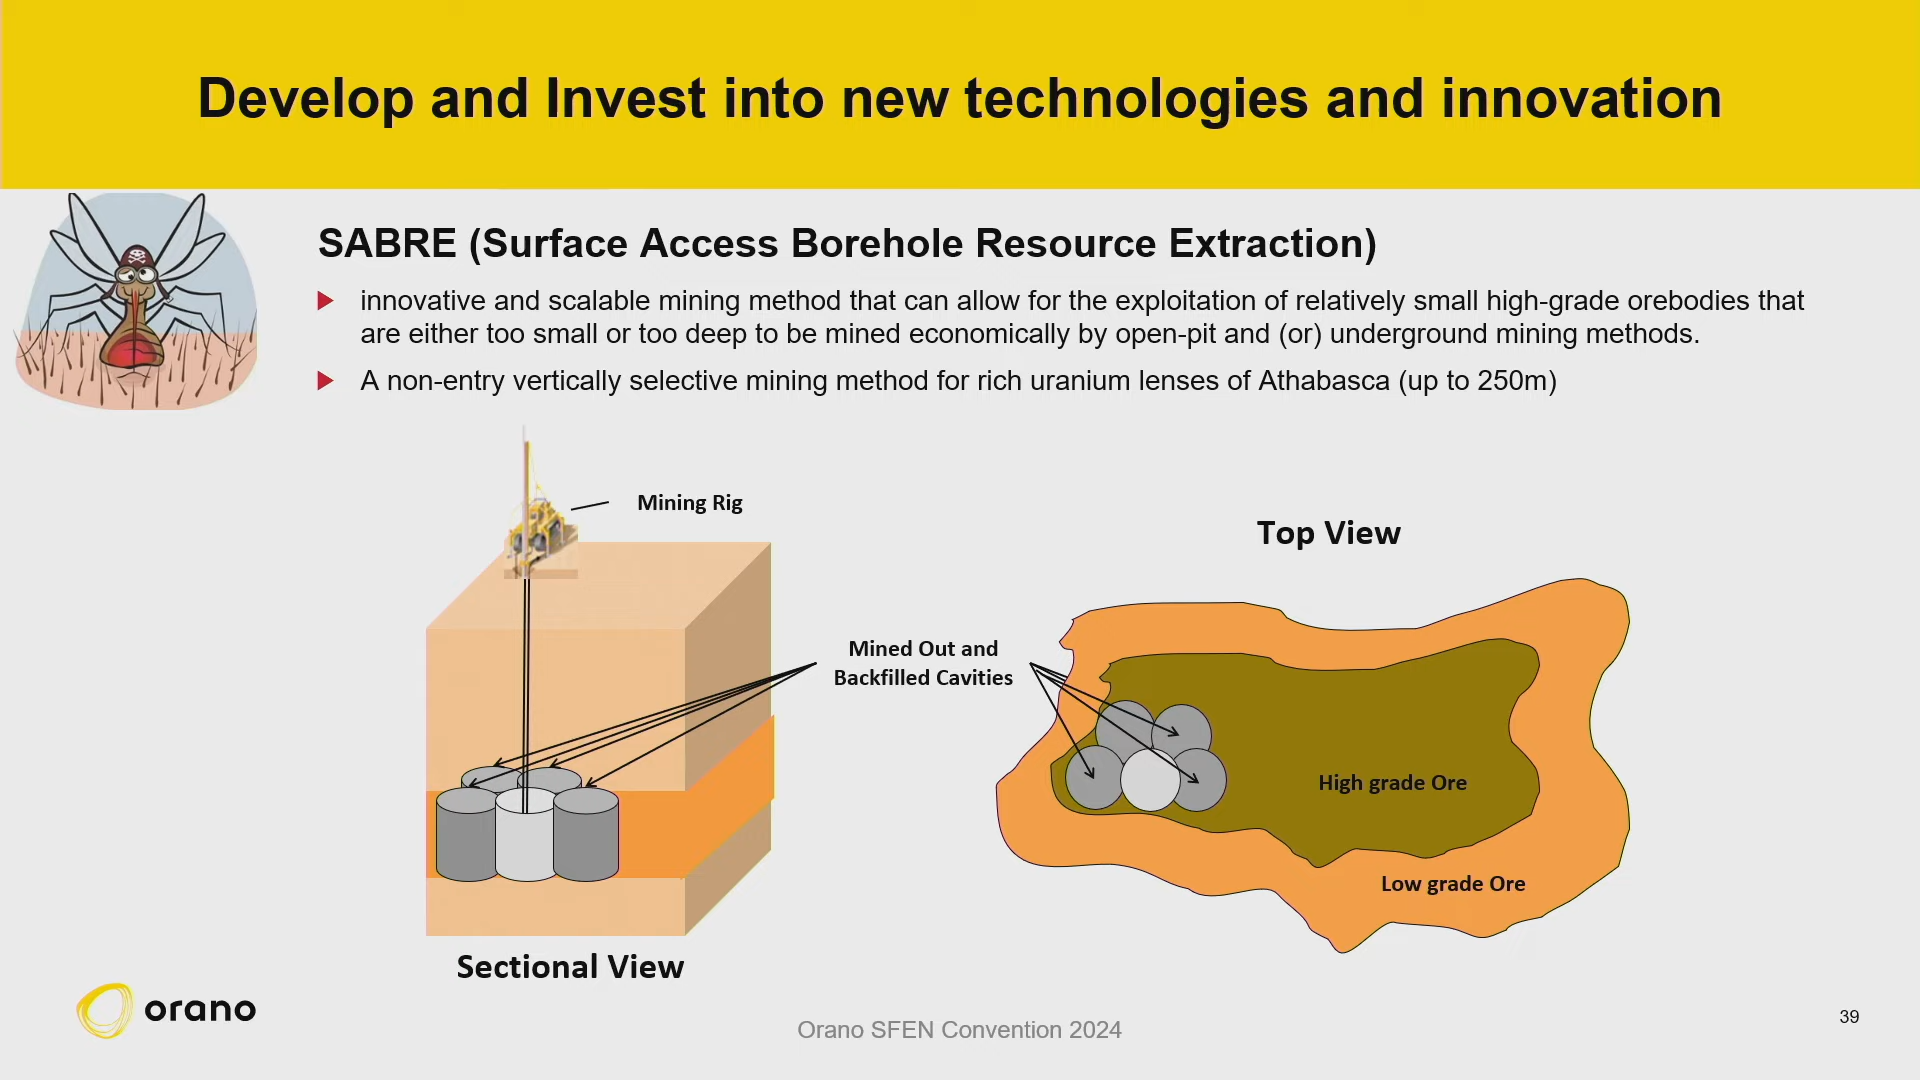 Develop and Invest into new technologies and innovation
SABRE (Surface Access Borehole Resource Extraction)
innovative and scalable mining method that can allow for the exploitation of relatively small high-grade orebodies that
are either too small or too deep to be mined economically by open-pit and (or) underground mining methods.
A non-entry vertically selective mining method for rich uranium lenses of Athabasca (up to 250m)
Mining Rig
Top View
Mined Out and
Backfilled Cavities
High grade Ore
Low grade Ore
Sectional View
orano
Orano SFEN Convention 2024
39